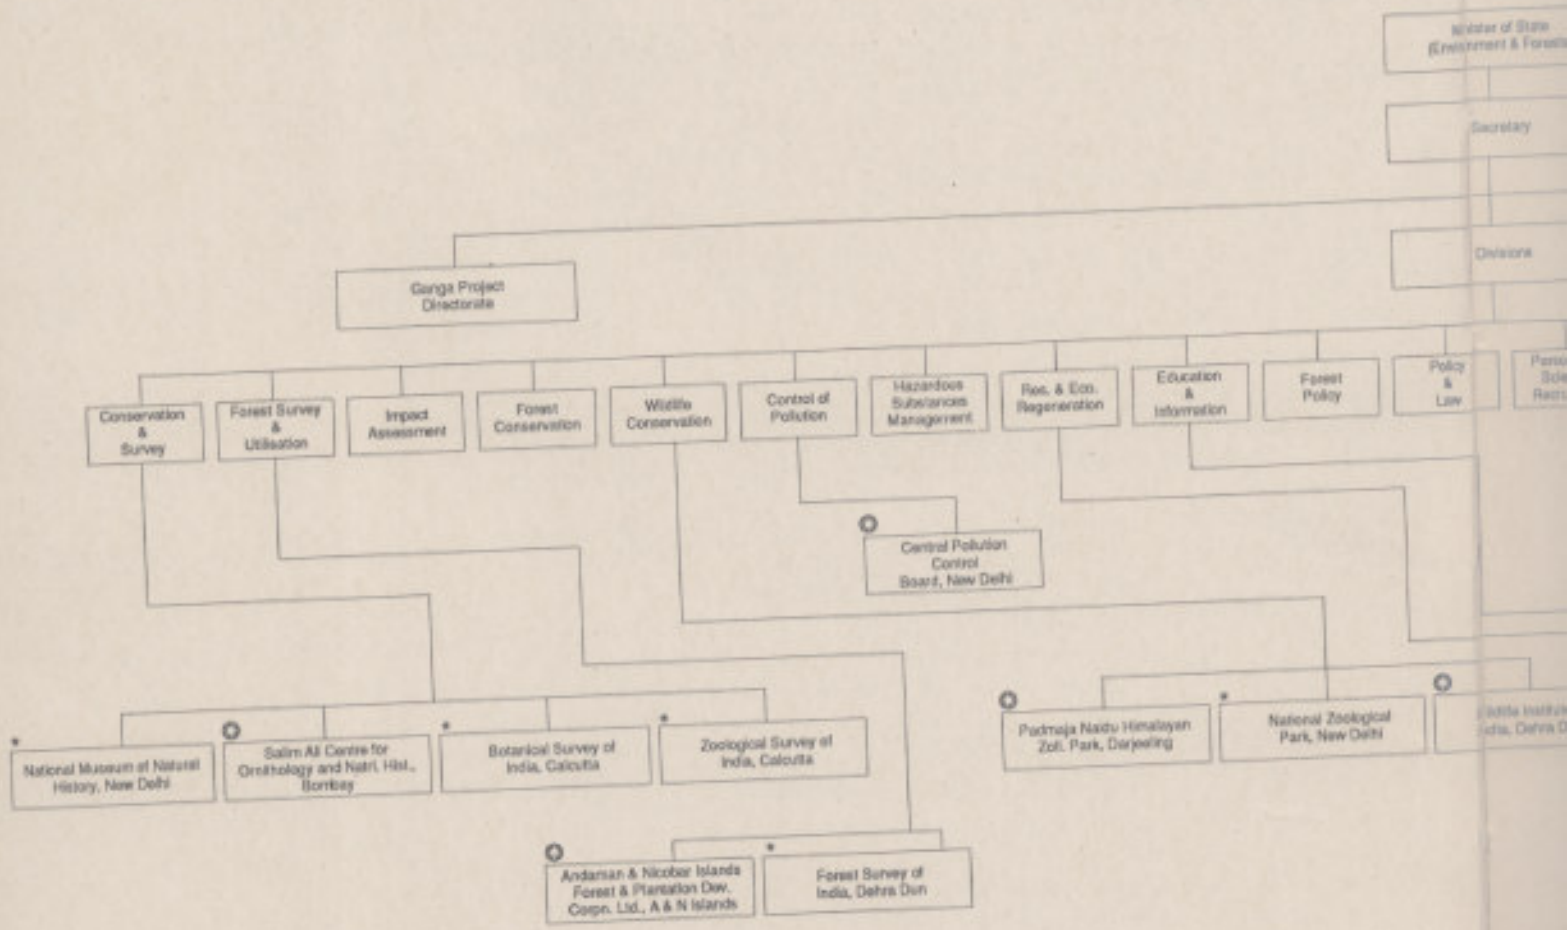 Minister of State
(Environment & Forests
Secretary
Divisions
Ganga Project
Directorate
Conservation
&
Survey
Forest Survey
&
Utilisation
Impact
Assessment
Forest
Conservation
Wildlife
Conservation
Control of
Pollution
Hazardous
Substances
Management
Res. & Eco.
Regeneration
Education
&
Information
Forest
Policy
Policy
&
Law
Central Pollution
Control
Board, New Delhi
National Museum of Natural
History, New Delhi
Salim Ali Centre for
Ornithology and Natrl. Hist.,
Bombay
Botanical Survey of
India, Calcutta
Zoological Survey of
India, Calcutta
Padmaja Naidu Himalayan
Zoll. Park, Darjeeling
National Zoological
Park, New Delhi
Andaman & Nicobar Islands
Forest & Plantation Dev.
Corpn. Ltd., A & N Islands
Forest Survey of
India, Dehra Dun